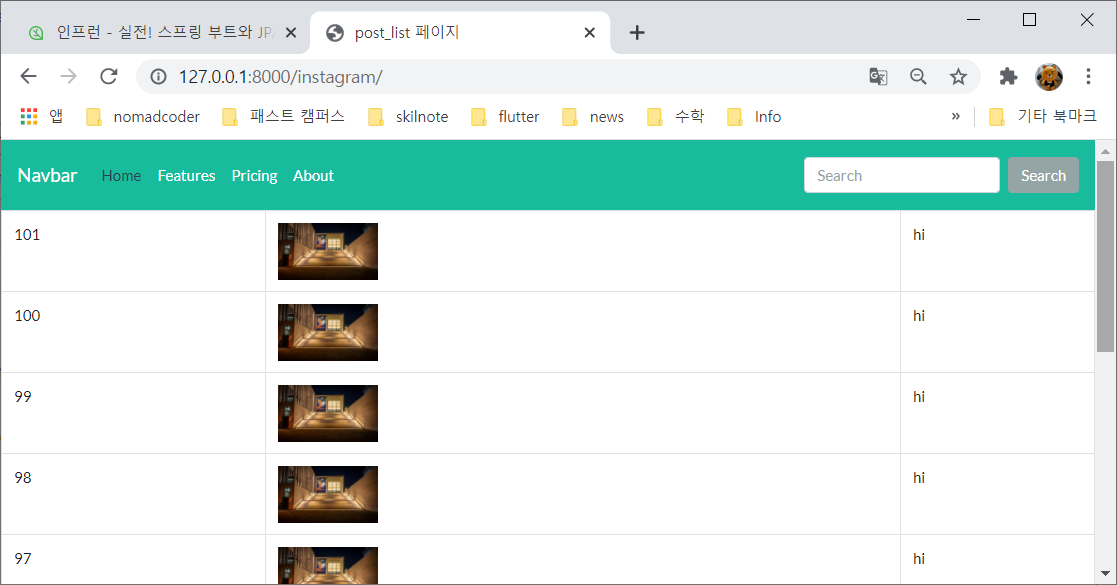 인프런 - 실전! 스프링 부트와 JPA
post_list 페이지
127.0.0.1:8000/instagram/
앱 nomadcoder 패스트 캠퍼스 skilnote flutter news 수학 Info » 기타 북마크
Navbar Home Features Pricing About Search Search
101 hi
100 hi
99 hi
98 hi
97 hi